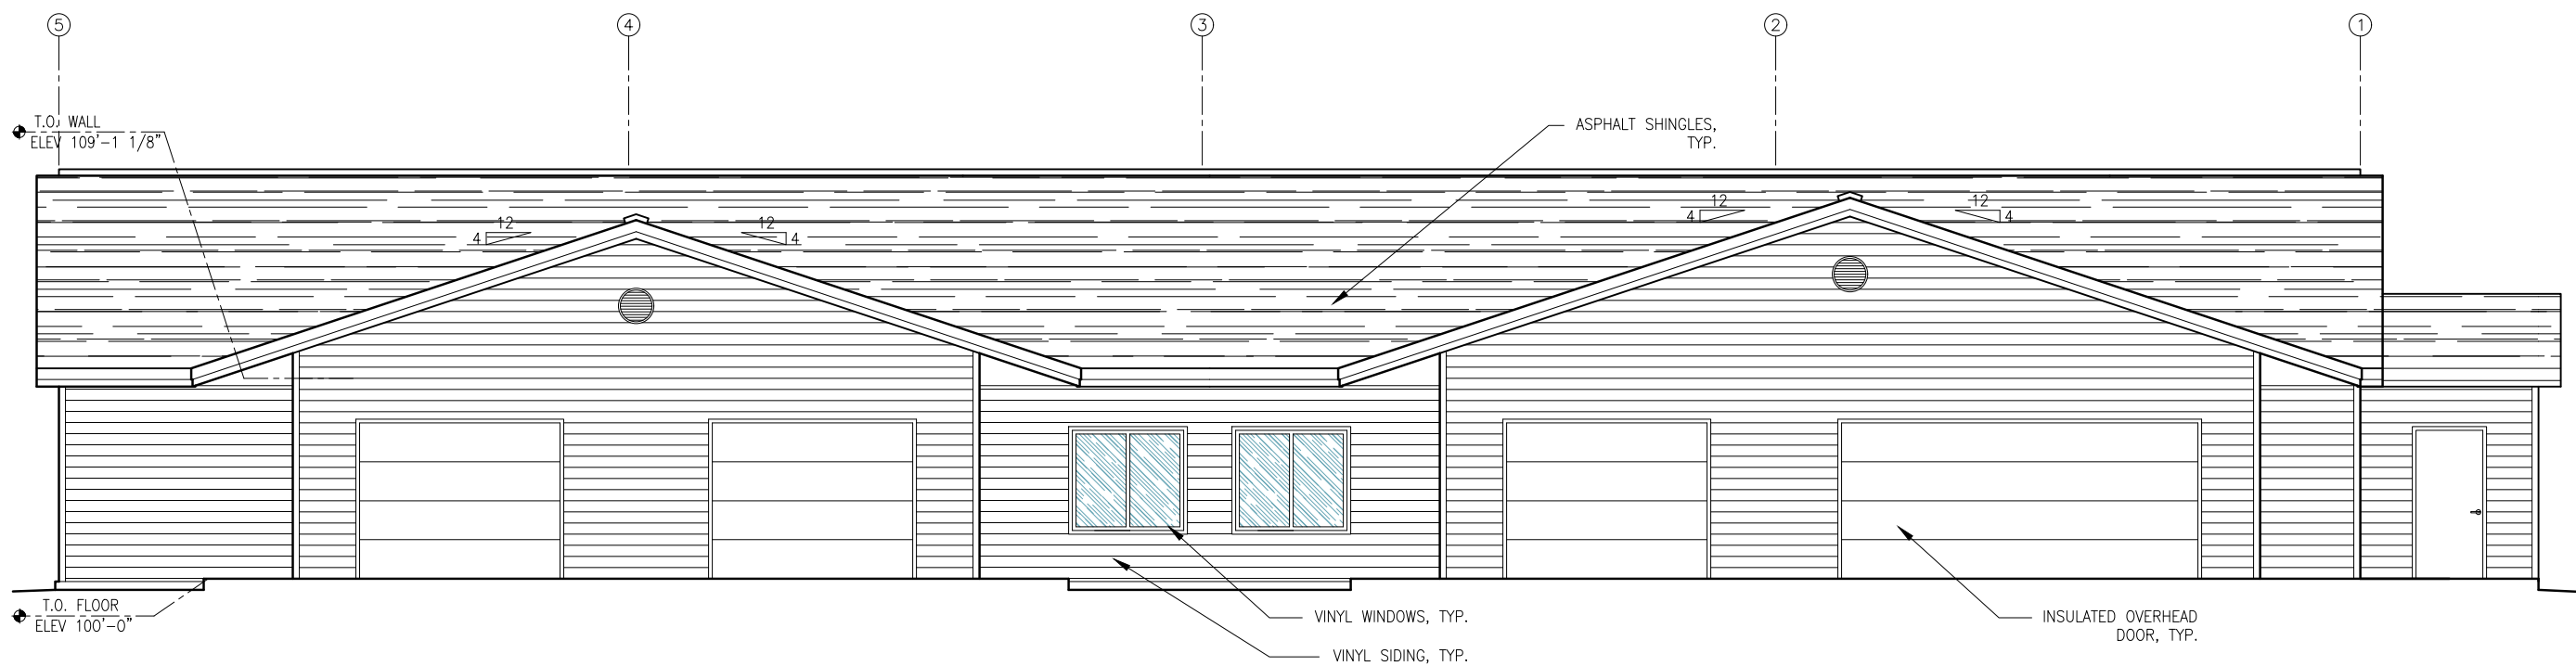 5 4 3 2 1
T.O. WALL
ELEV 109'-1 1/8"
ASPHALT SHINGLES,
TYP.
12
4
12
4
12
4
12
4
T.O. FLOOR
ELEV 100'-0"
VINYL WINDOWS, TYP.
VINYL SIDING, TYP.
INSULATED OVERHEAD
DOOR, TYP.